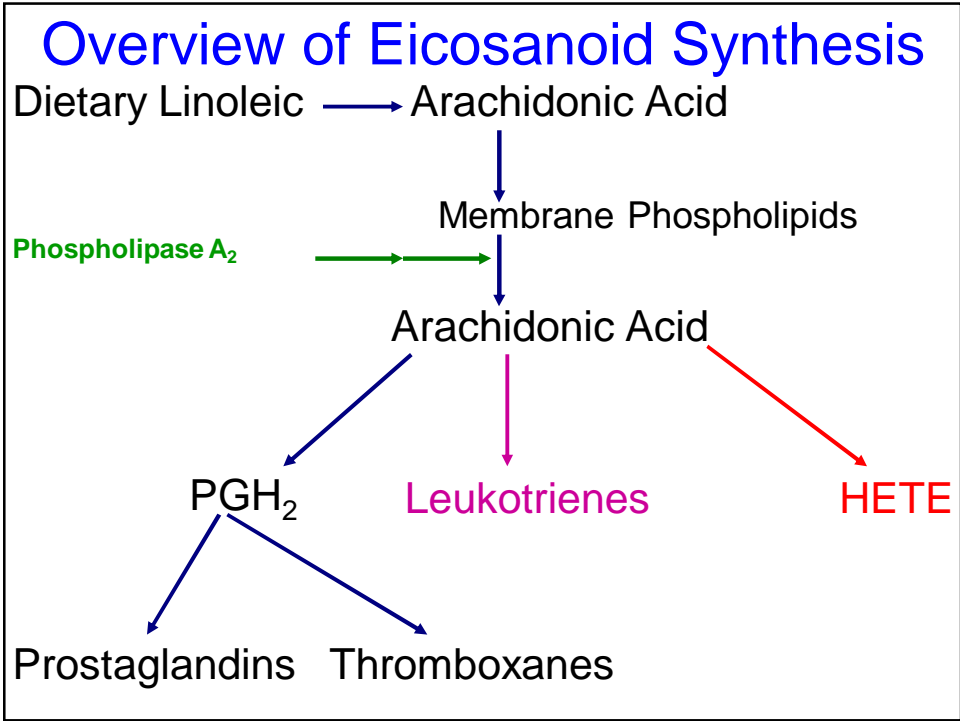 Overview of Eicosanoid Synthesis
Dietary Linoleic Arachidonic Acid
Membrane Phospholipids
Phospholipase A₂
Arachidonic Acid
PGH₂ Leukotrienes HETE
Prostaglandins Thromboxanes